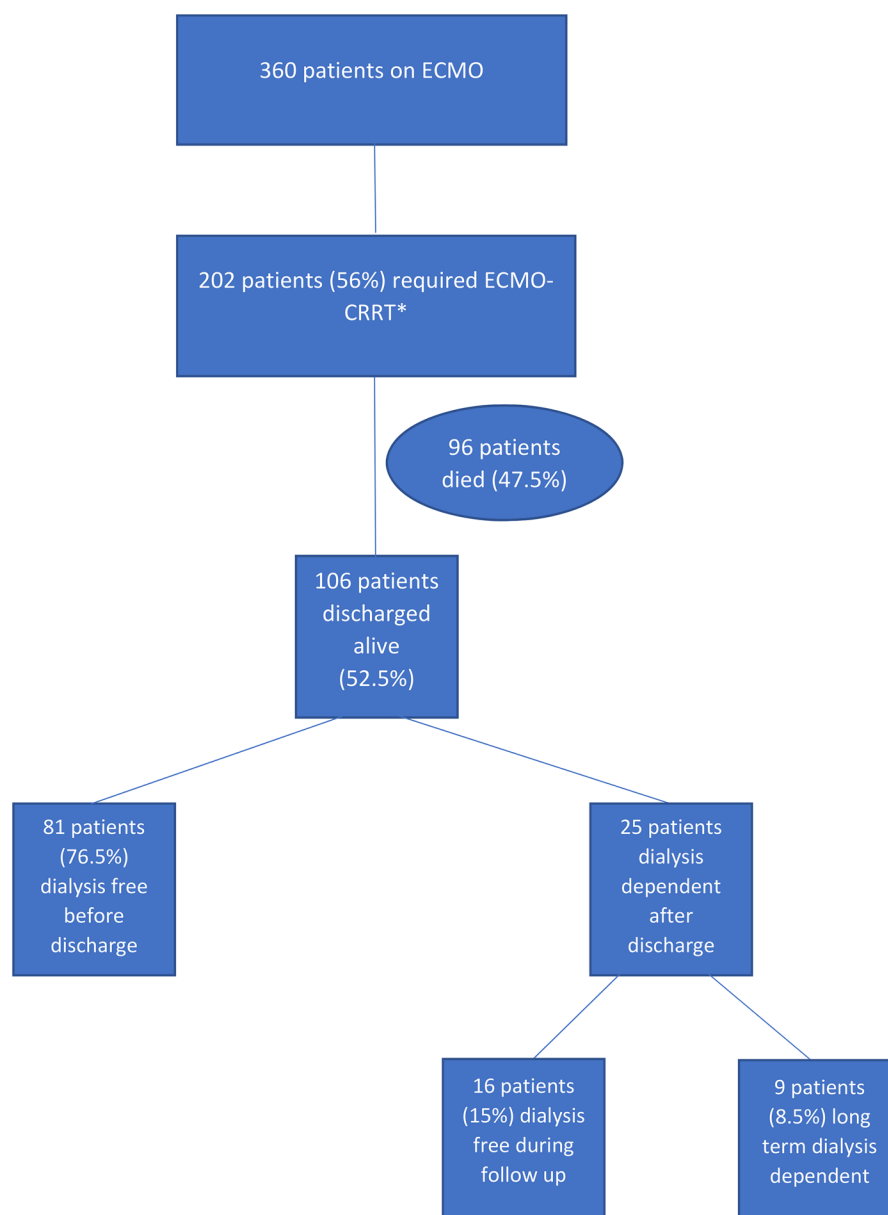 360 patients on ECMO
202 patients (56%) required ECMO-
CRRT*
96 patients
died (47.5%)
106 patients
discharged
alive
(52.5%)
81 patients
(76.5%)
dialysis free
before
discharge
25 patients
dialysis
dependent
after
discharge
16 patients
(15%) dialysis
free during
follow up
9 patients
(8.5%) long
term dialysis
dependent